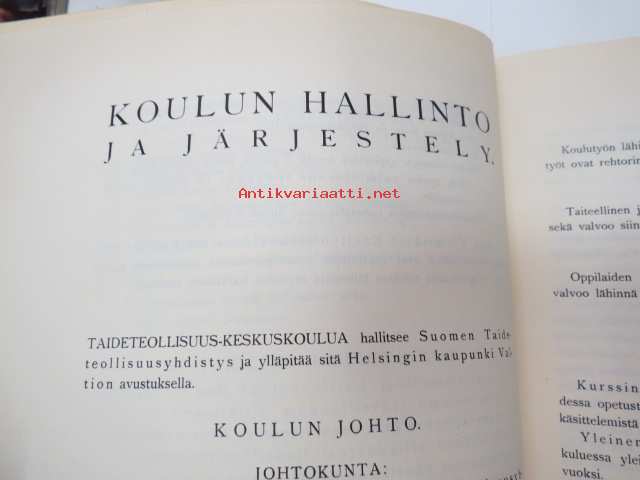 KOULUN HALLINTO
JA JÄRJESTELY.
Antikvariaatti.net
TAIDETEOLLISUUS-KESKUSKOULUA hallitsee Suomen Taide-
teollisuusyhdistys ja ylläpitää sitä Helsingin kaupunki Val-
tion avustuksella.
KOULUN JOHTO.
JOHTOKUNTA:
Koulutyön lähi
työt ovat rehtorin
Taiteellinen j
sekä valvoo siin
Oppilaiden
valvoo lähinnä
Kurssin
dessa opetust
käsittelemistä
Yleinen
kuluessa ylei
vuoksi.